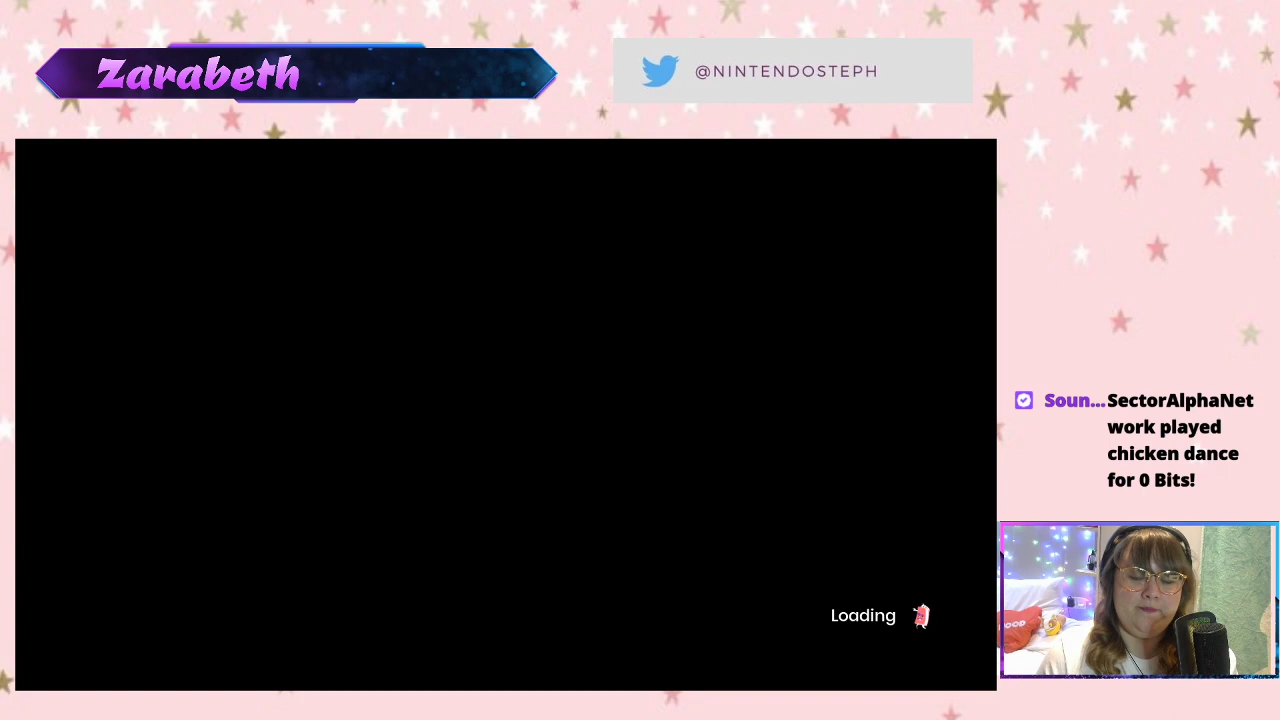 Zarabeth
@NINTENDOSTEPH
Soun... SectorAlphaNet
work played
chicken dance
for 0 Bits!
Loading